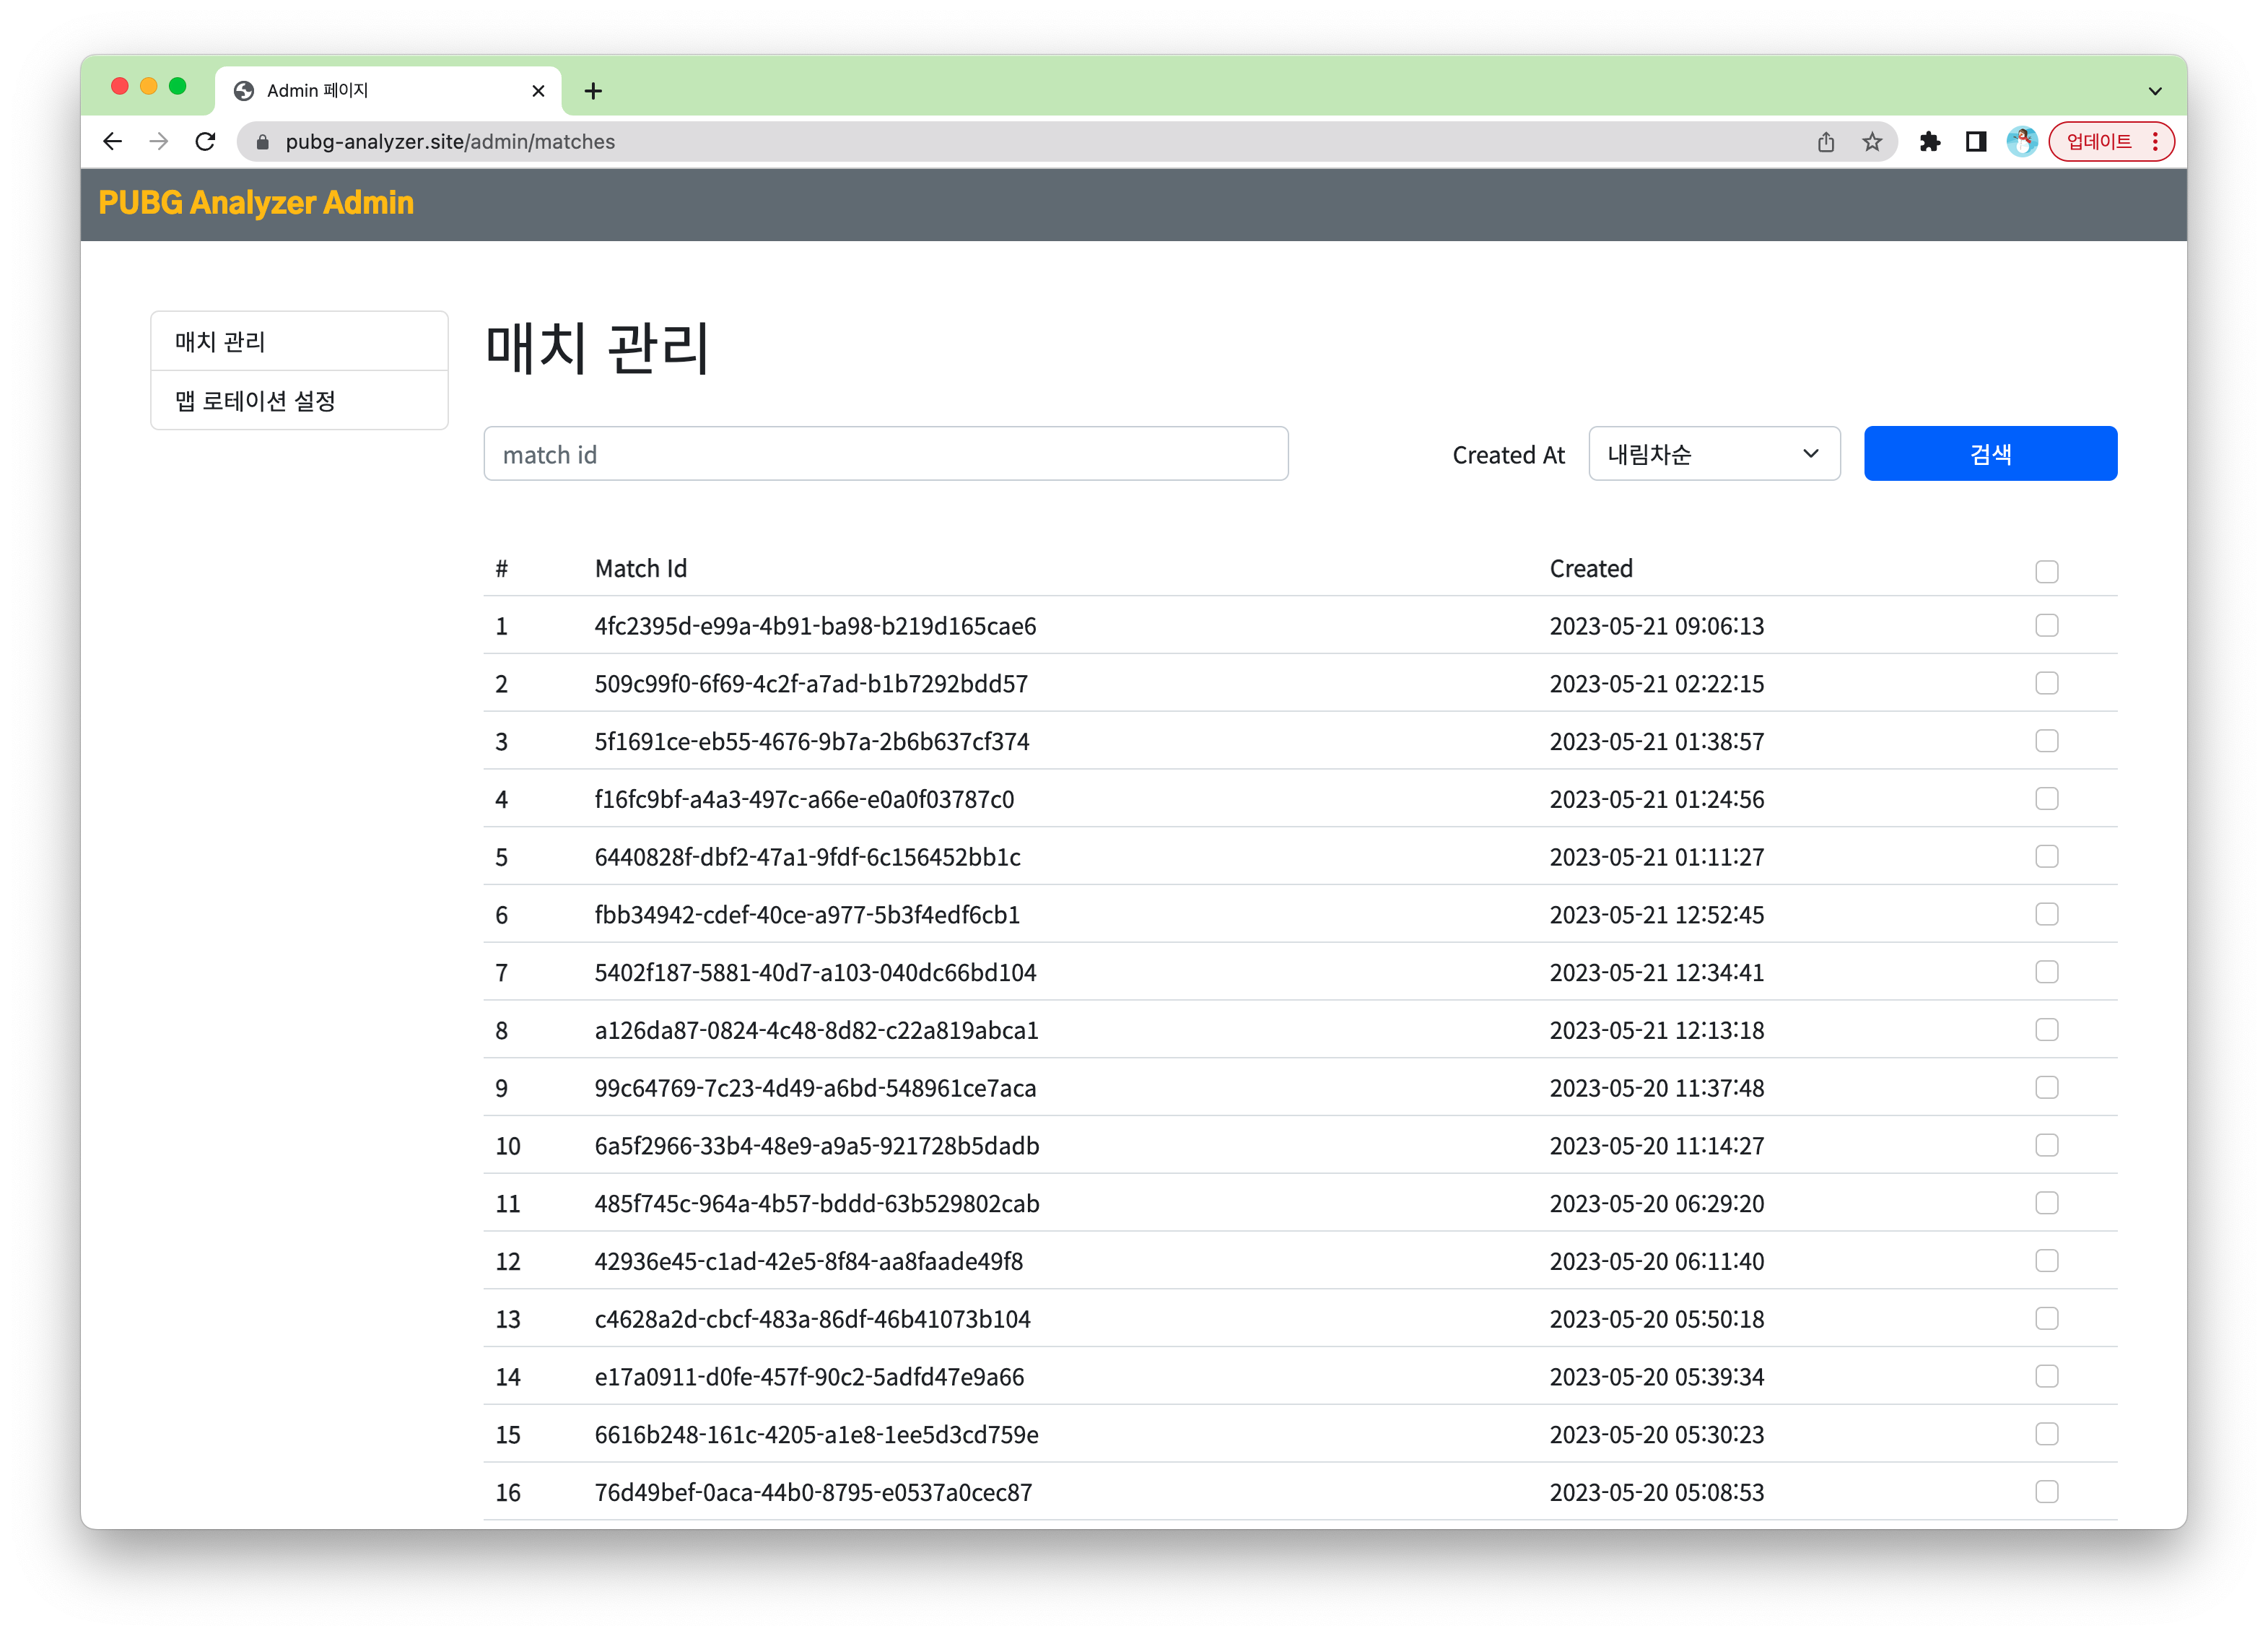 Admin 페이지
pubg-analyzer.site/admin/matches
업데이트
PUBG Analyzer Admin
매치 관리
맵 로테이션 설정
매치 관리
match id
Created At
내림차순
검색
# Match Id Created
1 4fc2395d-e99a-4b91-ba98-b219d165cae6 2023-05-21 09:06:13
2 509c99f0-6f69-4c2f-a7ad-b1b7292bdd57 2023-05-21 02:22:15
3 5f1691ce-eb55-4676-9b7a-2b6b637cf374 2023-05-21 01:38:57
4 f16fc9bf-a4a3-497c-a66e-e0a0f03787c0 2023-05-21 01:24:56
5 6440828f-dbf2-47a1-9fdf-6c156452bb1c 2023-05-21 01:11:27
6 fbb34942-cdef-40ce-a977-5b3f4edf6cb1 2023-05-21 12:52:45
7 5402f187-5881-40d7-a103-040dc66bd104 2023-05-21 12:34:41
8 a126da87-0824-4c48-8d82-c22a819abca1 2023-05-21 12:13:18
9 99c64769-7c23-4d49-a6bd-548961ce7aca 2023-05-20 11:37:48
10 6a5f2966-33b4-48e9-a9a5-921728b5dadb 2023-05-20 11:14:27
11 485f745c-964a-4b57-bddd-63b529802cab 2023-05-20 06:29:20
12 42936e45-c1ad-42e5-8f84-aa8faade49f8 2023-05-20 06:11:40
13 c4628a2d-cbcf-483a-86df-46b41073b104 2023-05-20 05:50:18
14 e17a0911-d0fe-457f-90c2-5adfd47e9a66 2023-05-20 05:39:34
15 6616b248-161c-4205-a1e8-1ee5d3cd759e 2023-05-20 05:30:23
16 76d49bef-0aca-44b0-8795-e0537a0cec87 2023-05-20 05:08:53